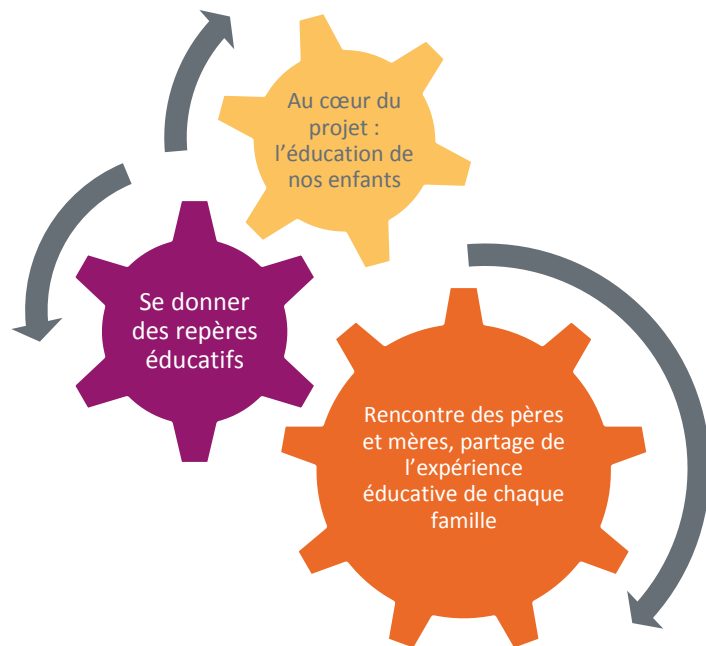 Au cœur du
projet :
l’éducation de
nos enfants
Se donner
des repères
éducatifs
Rencontre des pères
et mères, partage de
l’expérience
éducative de chaque
famille